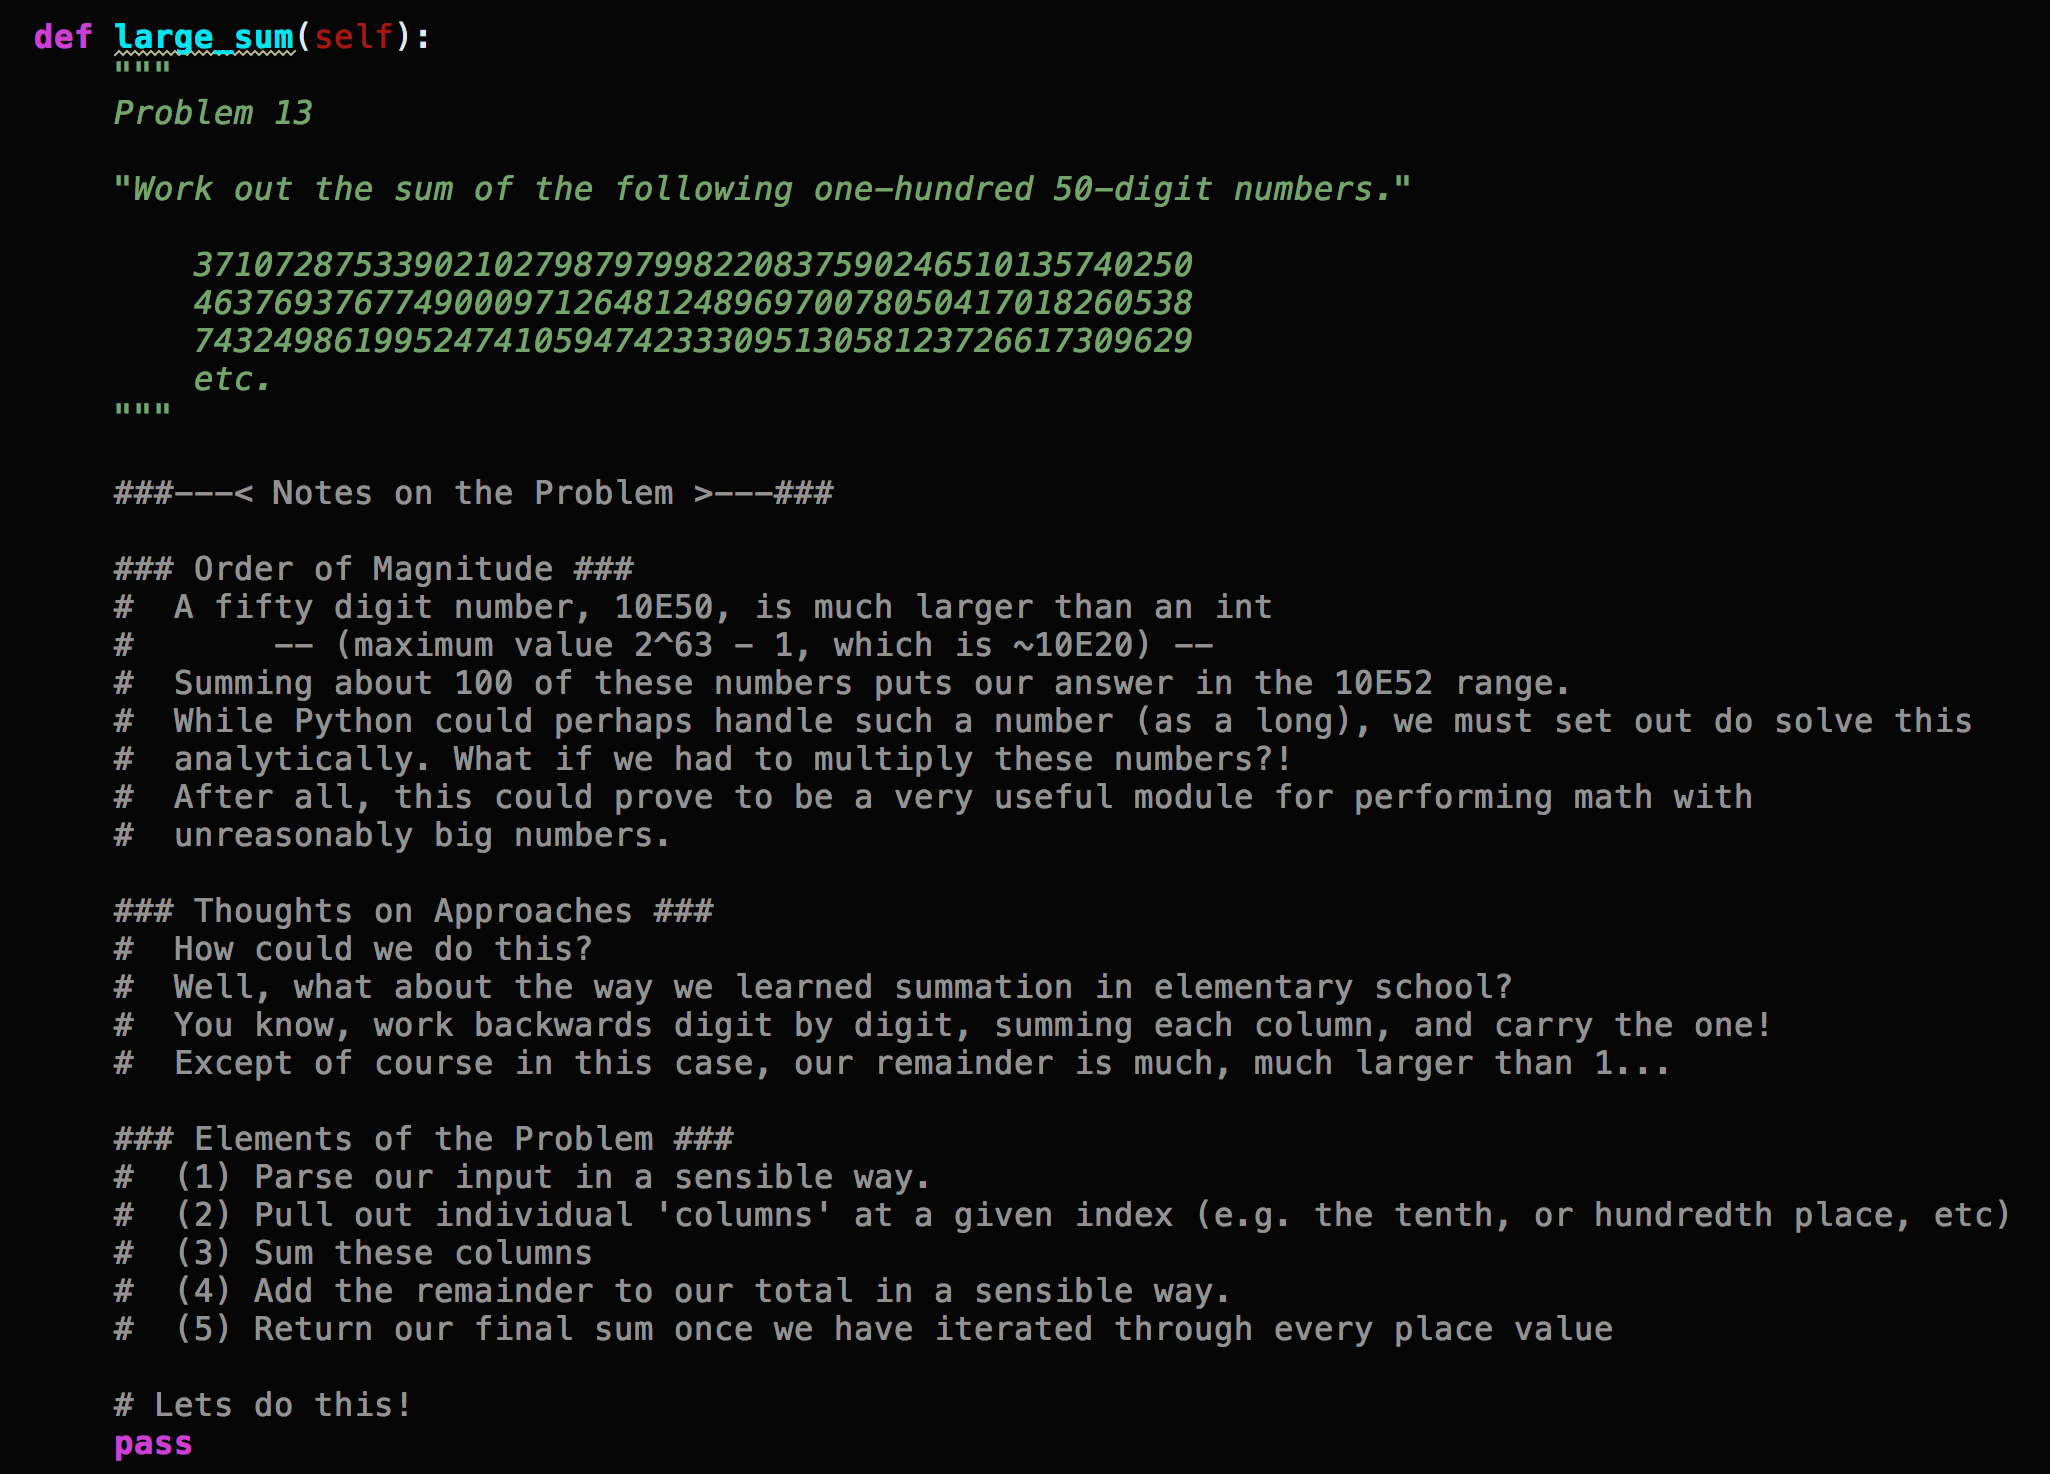 def large_sum(self):
"""
Problem 13
"Work out the sum of the following one-hundred 50-digit numbers."
37107287533902102798797998220837590246510135740250
46376937677490009712648124896970078050417018260538
74324986199524741059474233309513058123726617309629
etc.
"""
###---< Notes on the Problem >---###
### Order of Magnitude ###
#  A fifty digit number, 10E50, is much larger than an int
#       -- (maximum value 2^63 - 1, which is ~10E20) --
#  Summing about 100 of these numbers puts our answer in the 10E52 range.
#  While Python could perhaps handle such a number (as a long), we must set out do solve this
#  analytically. What if we had to multiply these numbers?!
#  After all, this could prove to be a very useful module for performing math with
#  unreasonably big numbers.
### Thoughts on Approaches ###
#  How could we do this?
#  Well, what about the way we learned summation in elementary school?
#  You know, work backwards digit by digit, summing each column, and carry the one!
#  Except of course in this case, our remainder is much, much larger than 1...
### Elements of the Problem ###
#  (1) Parse our input in a sensible way.
#  (2) Pull out individual 'columns' at a given index (e.g. the tenth, or hundredth place, etc)
#  (3) Sum these columns
#  (4) Add the remainder to our total in a sensible way.
#  (5) Return our final sum once we have iterated through every place value
# Lets do this!
pass